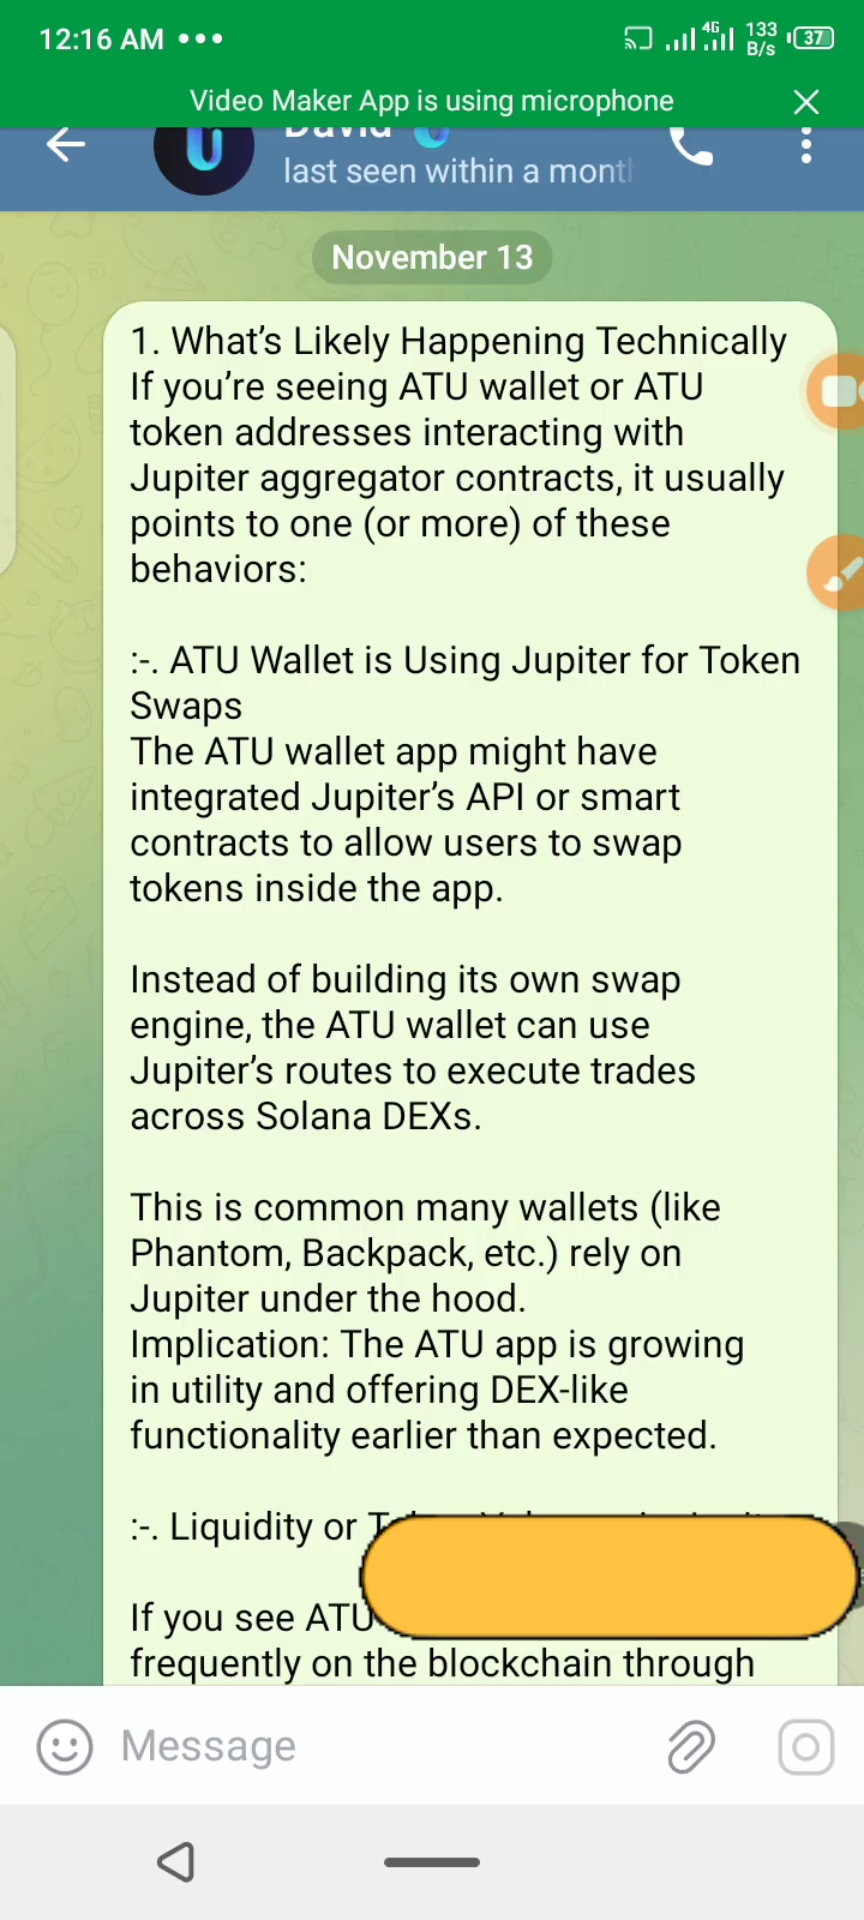 12:16 AM
4G
133
B/s
37
Video Maker App is using microphone
David
last seen within a month
November 13
1. What's Likely Happening Technically
If you're seeing ATU wallet or ATU
token addresses interacting with
Jupiter aggregator contracts, it usually
points to one (or more) of these
behaviors:
:-. ATU Wallet is Using Jupiter for Token
Swaps
The ATU wallet app might have
integrated Jupiter's API or smart
contracts to allow users to swap
tokens inside the app.
Instead of building its own swap
engine, the ATU wallet can use
Jupiter's routes to execute trades
across Solana DEXs.
This is common many wallets (like
Phantom, Backpack, etc.) rely on
Jupiter under the hood.
Implication: The ATU app is growing
in utility and offering DEX-like
functionality earlier than expected.
:-. Liquidity or
If you see ATU
frequently on the blockchain through
Message